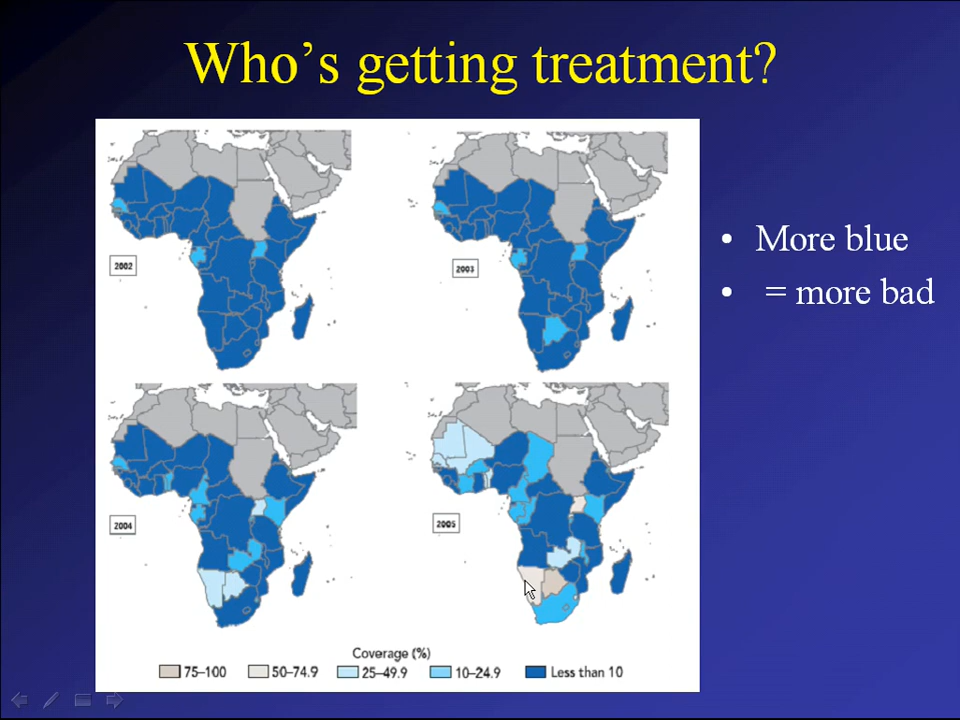 Who's getting treatment?
2002
2003
• More blue
• = more bad
2004
2005
Coverage (%)
75–100 50–74.9 25–49.9 10–24.9 Less than 10